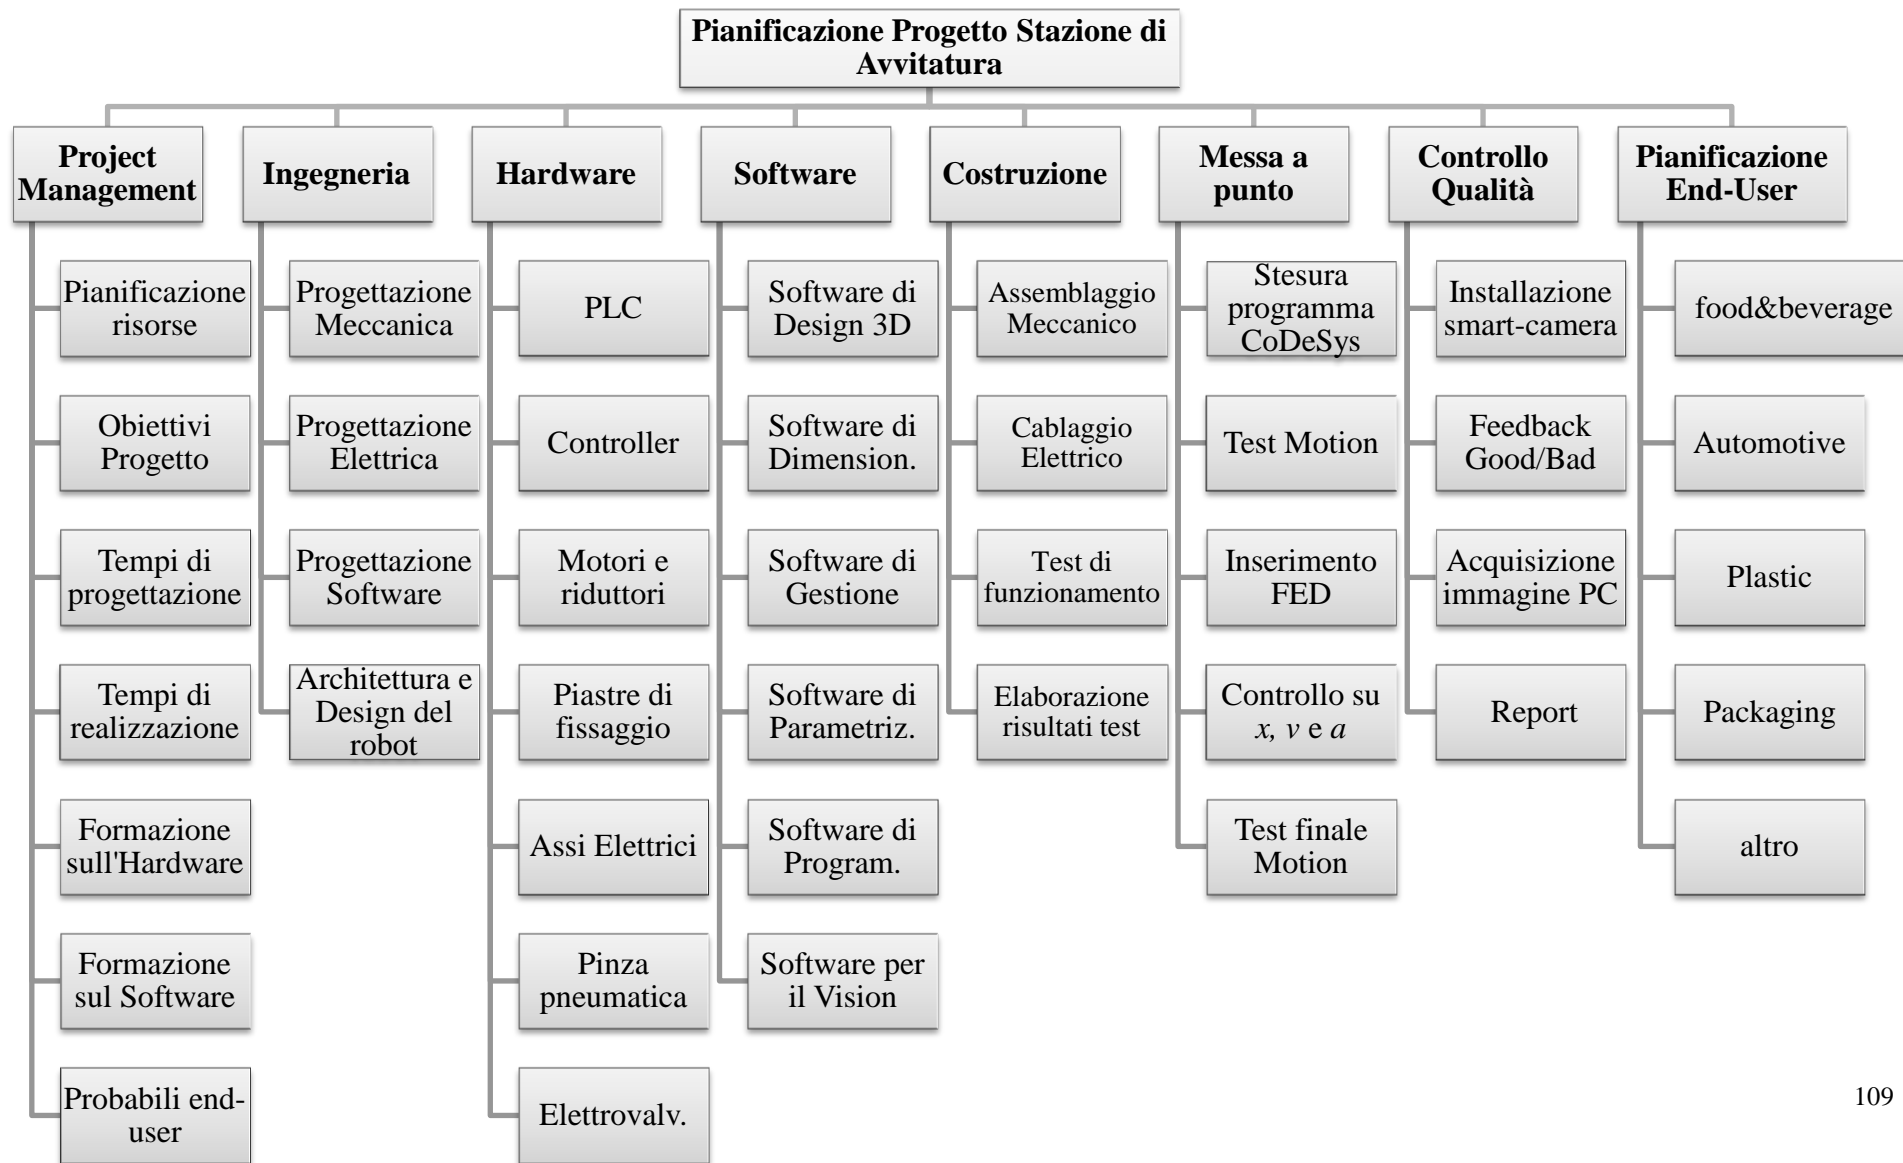 Pianificazione Progetto Stazione di
Avvitatura
Project
Management
Pianificazione
risorse
Obiettivi
Progetto
Tempi di
progettazione
Tempi di
realizzazione
Formazione
sull'Hardware
Formazione
sul Software
Probabili end-
user
Ingegneria
Progettazione
Meccanica
Progettazione
Elettrica
Progettazione
Software
Architettura e
Design del
robot
Hardware
PLC
Controller
Motori e
riduttori
Piastre di
fissaggio
Assi Elettrici
Pinza
pneumatica
Elettrovalv.
Software
Software di
Design 3D
Software di
Dimension.
Software di
Gestione
Software di
Parametriz.
Software di
Program.
Software per
il Vision
Costruzione
Assemblaggio
Meccanico
Cablaggio
Elettrico
Test di
funzionamento
Elaborazione
risultati test
Messa a
punto
Stesura
programma
CoDeSys
Test Motion
Inserimento
FED
Controllo su
x, v e a
Test finale
Motion
Controllo
Qualità
Installazione
smart-camera
Feedback
Good/Bad
Acquisizione
immagine PC
Report
Pianificazione
End-User
food&beverage
Automotive
Plastic
Packaging
altro
109